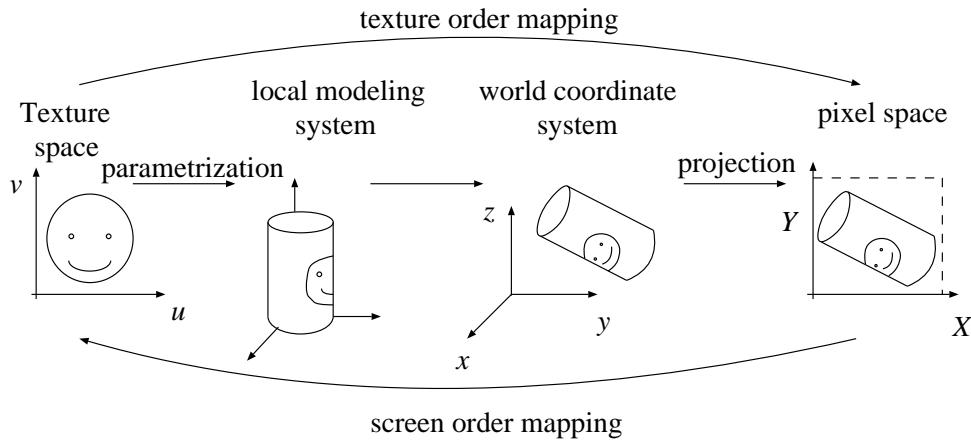 texture order mapping
local modeling
system
world coordinate
system
Texture
space
pixel space
parametrization
projection
v
u
z
y
x
Y
X
screen order mapping